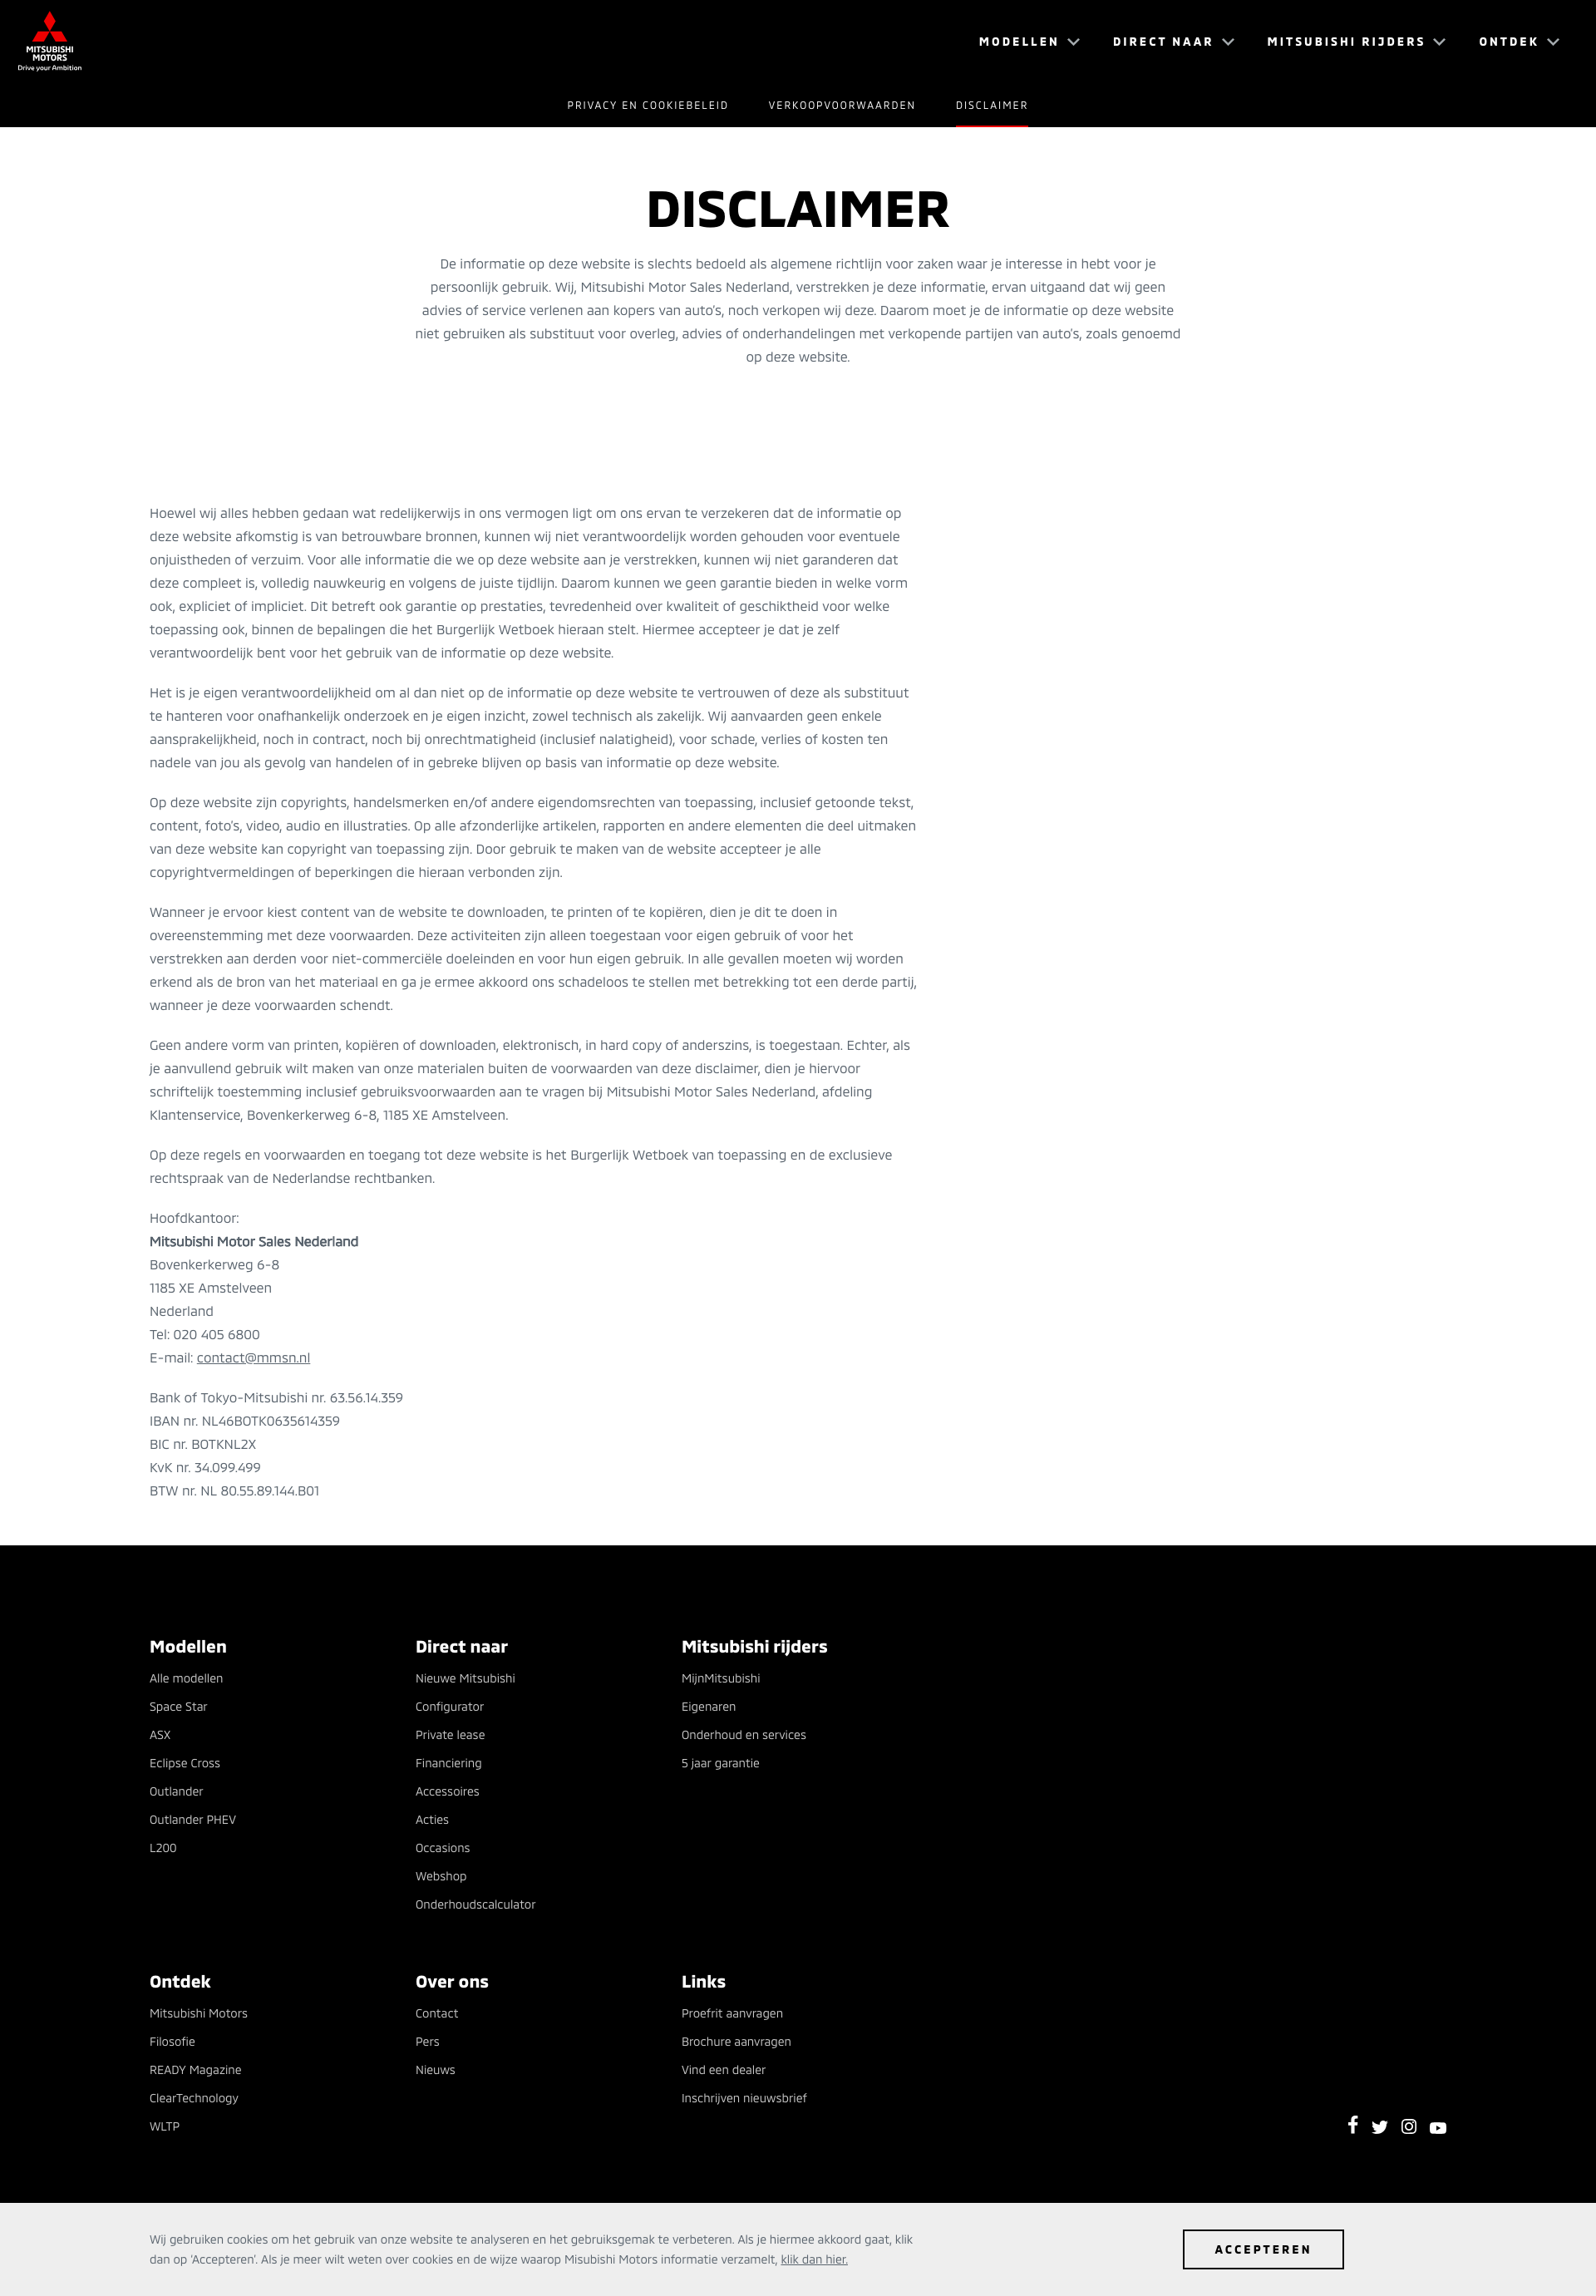 MITSUBISHI
MOTORS
Drive your Ambition
MODELLEN
DIRECT NAAR
MITSUBISHI RIJDERS
ONTDEK
PRIVACY EN COOKIEBELEID
VERKOOPVOORWAARDEN
DISCLAIMER
DISCLAIMER
De informatie op deze website is slechts bedoeld als algemene richtlijn voor zaken waar je interesse in hebt voor je
persoonlijk gebruik. Wij, Mitsubishi Motor Sales Nederland, verstrekken je deze informatie, ervan uitgaand dat wij geen
advies of service verlenen aan kopers van auto's, noch verkopen wij deze. Daarom moet je de informatie op deze website
niet gebruiken als substituut voor overleg, advies of onderhandelingen met verkopende partijen van auto's, zoals genoemd
op deze website.
Hoewel wij alles hebben gedaan wat redelijkerwijs in ons vermogen ligt om ons ervan te verzekeren dat de informatie op
deze website afkomstig is van betrouwbare bronnen, kunnen wij niet verantwoordelijk worden gehouden voor eventuele
onjuistheden of verzuim. Voor alle informatie die we op deze website aan je verstrekken, kunnen wij niet garanderen dat
deze compleet is, volledig nauwkeurig en volgens de juiste tijdlijn. Daarom kunnen we geen garantie bieden in welke vorm
ook, expliciet of impliciet. Dit betreft ook garantie op prestaties, tevredenheid over kwaliteit of geschiktheid voor welke
toepassing ook, binnen de bepalingen die het Burgerlijk Wetboek hieraan stelt. Hiermee accepteer je dat je zelf
verantwoordelijk bent voor het gebruik van de informatie op deze website.
Het is je eigen verantwoordelijkheid om al dan niet op de informatie op deze website te vertrouwen of deze als substituut
te hanteren voor onafhankelijk onderzoek en je eigen inzicht, zowel technisch als zakelijk. Wij aanvaarden geen enkele
aansprakelijkheid, noch in contract, noch bij onrechtmatigheid (inclusief nalatigheid), voor schade, verlies of kosten ten
nadele van jou als gevolg van handelen of in gebreke blijven op basis van informatie op deze website.
Op deze website zijn copyrights, handelsmerken en/of andere eigendomsrechten van toepassing, inclusief getoonde tekst,
content, foto's, video, audio en illustraties. Op alle afzonderlijke artikelen, rapporten en andere elementen die deel uitmaken
van deze website kan copyright van toepassing zijn. Door gebruik te maken van de website accepteer je alle
copyrightvermeldingen of beperkingen die hieraan verbonden zijn.
Wanneer je ervoor kiest content van de website te downloaden, te printen of te kopiëren, dien je dit te doen in
overeenstemming met deze voorwaarden. Deze activiteiten zijn alleen toegestaan voor eigen gebruik of voor het
verstrekken aan derden voor niet-commerciële doeleinden en voor hun eigen gebruik. In alle gevallen moeten wij worden
erkend als de bron van het materiaal en ga je ermee akkoord ons schadeloos te stellen met betrekking tot een derde partij,
wanneer je deze voorwaarden schendt.
Geen andere vorm van printen, kopiëren of downloaden, elektronisch, in hard copy of anderszins, is toegestaan. Echter, als
je aanvullend gebruik wilt maken van onze materialen buiten de voorwaarden van deze disclaimer, dien je hiervoor
schriftelijk toestemming inclusief gebruiksvoorwaarden aan te vragen bij Mitsubishi Motor Sales Nederland, afdeling
Klantenservice, Bovenkerkerweg 6-8, 1185 XE Amstelveen.
Op deze regels en voorwaarden en toegang tot deze website is het Burgerlijk Wetboek van toepassing en de exclusieve
rechtspraak van de Nederlandse rechtbanken.
Hoofdkantoor:
Mitsubishi Motor Sales Nederland
Bovenkerkerweg 6-8
1185 XE Amstelveen
Nederland
Tel: 020 405 6800
E-mail: contact@mmsn.nl
Bank of Tokyo-Mitsubishi nr. 63.56.14.359
IBAN nr. NL46BOTK0635614359
BIC nr. BOTKNL2X
KvK nr. 34.099.499
BTW nr. NL 80.55.89.144.B01
Modellen
Alle modellen
Space Star
ASX
Eclipse Cross
Outlander
Outlander PHEV
L200
Direct naar
Nieuwe Mitsubishi
Configurator
Private lease
Financiering
Accessoires
Acties
Occasions
Webshop
Onderhoudscalculator
Mitsubishi rijders
MijnMitsubishi
Eigenaren
Onderhoud en services
5 jaar garantie
Ontdek
Mitsubishi Motors
Filosofie
READY Magazine
ClearTechnology
WLTP
Over ons
Contact
Pers
Nieuws
Links
Proefrit aanvragen
Brochure aanvragen
Vind een dealer
Inschrijven nieuwsbrief
Wij gebruiken cookies om het gebruik van onze website te analyseren en het gebruiksgemak te verbeteren. Als je hiermee akkoord gaat, klik
dan op 'Accepteren'. Als je meer wilt weten over cookies en de wijze waarop Misubishi Motors informatie verzamelt, klik dan hier.
ACCEPTEREN